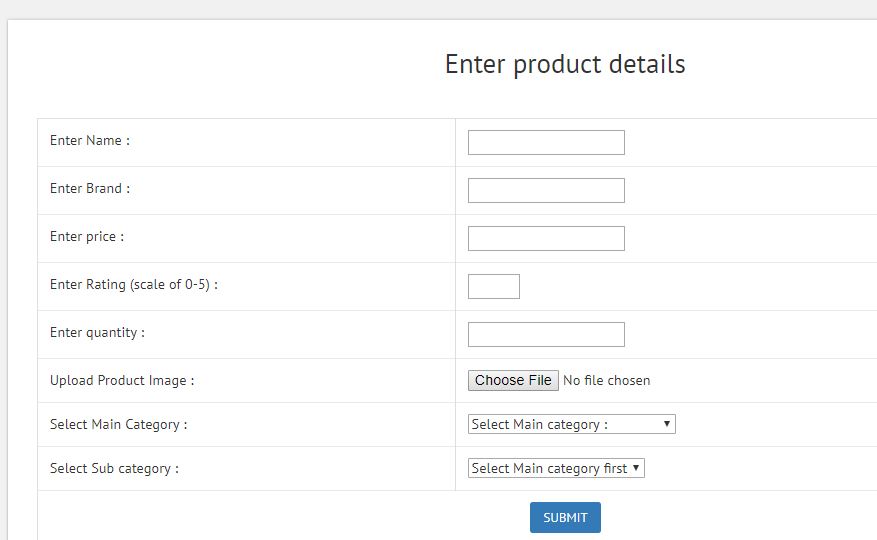 Enter product details
Enter Name :
Enter Brand :
Enter price :
Enter Rating (scale of 0-5) :
Enter quantity :
Upload Product Image : Choose File No file chosen
Select Main Category : Select Main category :
Select Sub category : Select Main category first
SUBMIT